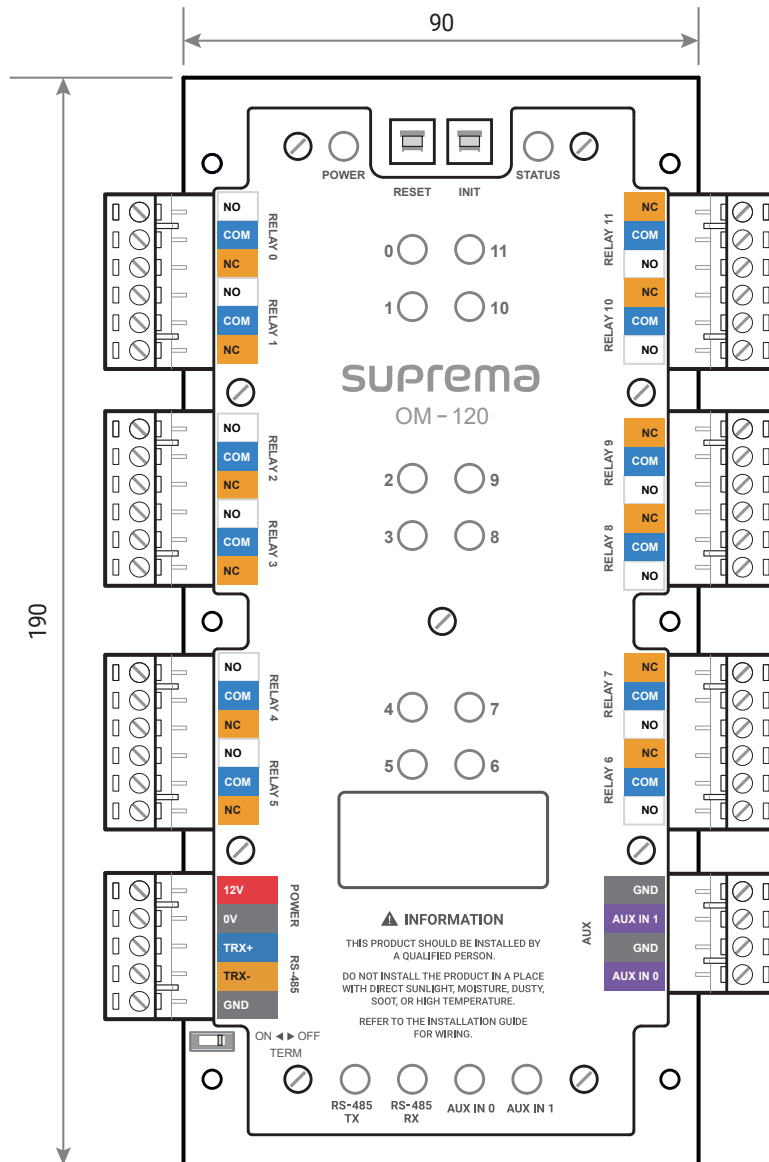 90
190
POWER
STATUS
RESET
INIT
NO
COM
NC
RELAY 0
NO
COM
NC
RELAY 1
NC
COM
NO
RELAY 11
NC
COM
NO
RELAY 10
0
11
1
10
suprema
OM – 120
NO
COM
NC
RELAY 2
NO
COM
NC
RELAY 3
NC
COM
NO
RELAY 9
NC
COM
NO
RELAY 8
2
9
3
8
NO
COM
NC
RELAY 4
NO
COM
NC
RELAY 5
NC
COM
NO
RELAY 7
NC
COM
NO
RELAY 6
4
7
5
6
12V
0V
POWER
TRX+
TRX-
GND
RS-485
GND
AUX IN 1
GND
AUX IN 0
AUX
INFORMATION
THIS PRODUCT SHOULD BE INSTALLED BY
A QUALIFIED PERSON.
DO NOT INSTALL THE PRODUCT IN A PLACE
WITH DIRECT SUNLIGHT, MOISTURE, DUSTY,
SOOT, OR HIGH TEMPERATURE.
REFER TO THE INSTALLATION GUIDE
FOR WIRING.
ON ◄ ► OFF
TERM
RS-485
TX
RS-485
RX
AUX IN 0
AUX IN 1